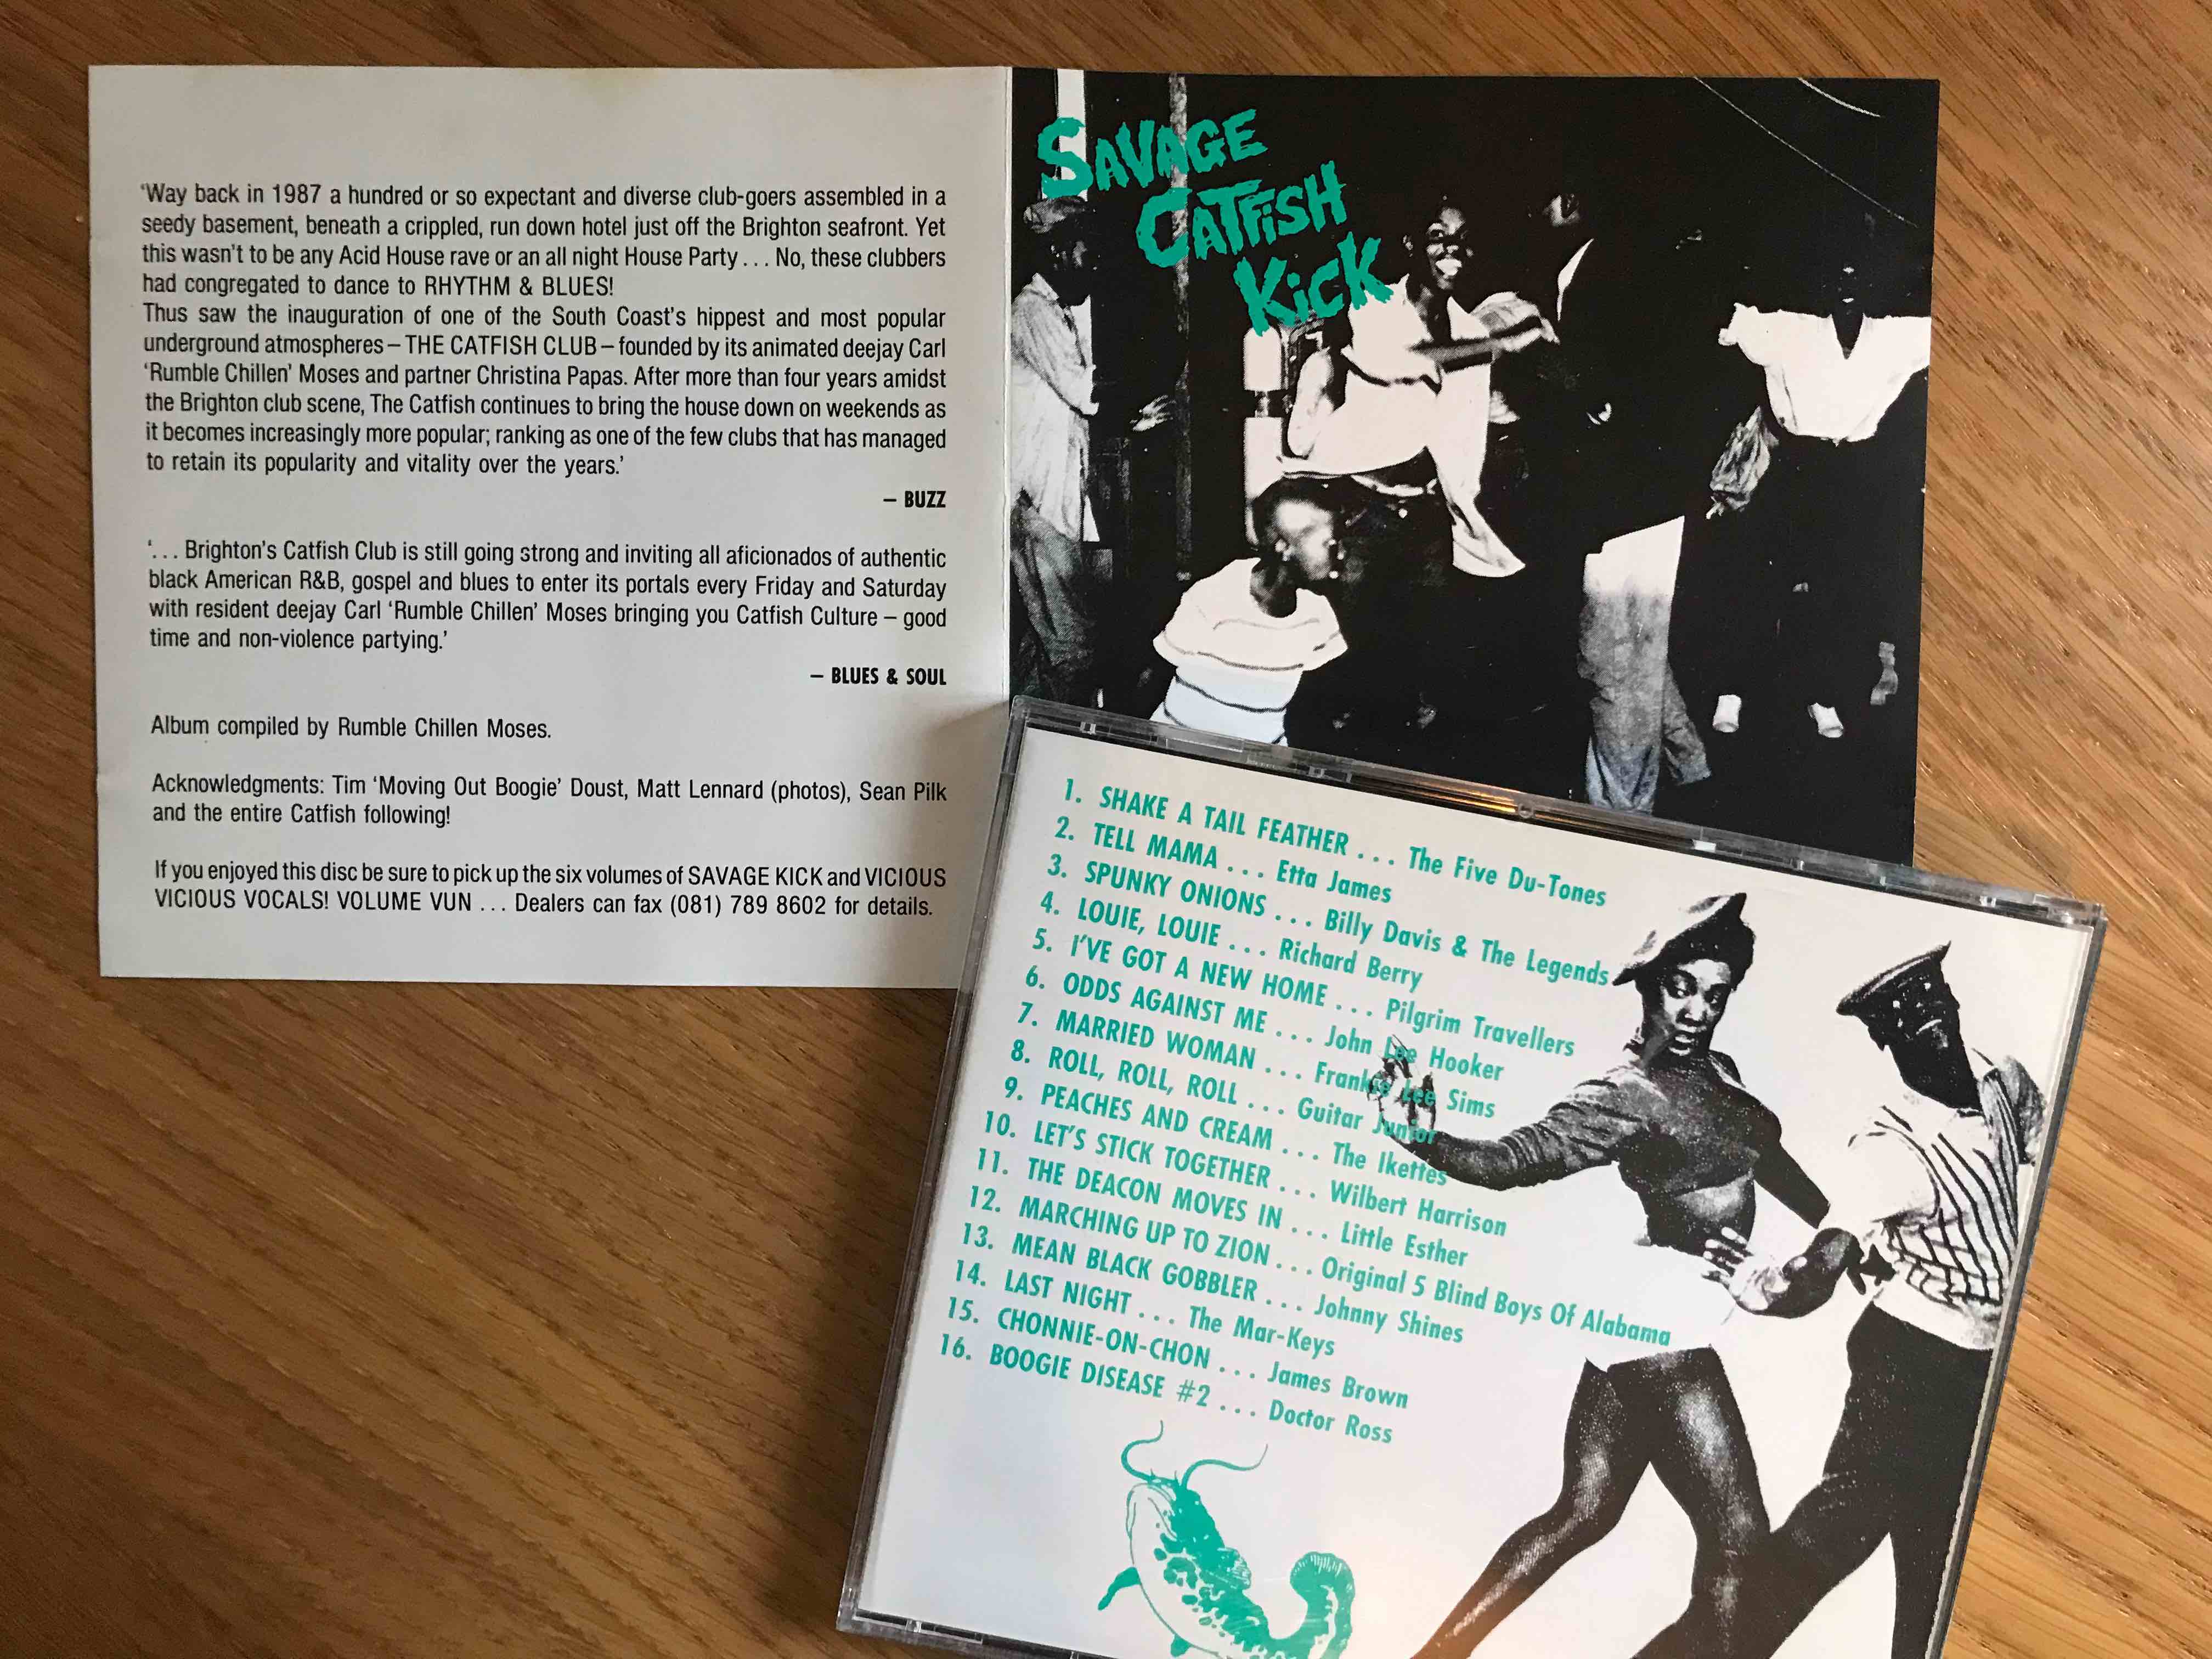 'Way back in 1987 a hundred or so expectant and diverse club-goers assembled in a
seedy basement, beneath a crippled, run down hotel just off the Brighton seafront. Yet
this wasn't to be any Acid House rave or an all night House Party . . . No, these clubbers
had congregated to dance to RHYTHM & BLUES!
Thus saw the inauguration of one of the South Coast's hippest and most popular
underground atmospheres – THE CATFISH CLUB – founded by its animated deejay Carl
'Rumble Chillen' Moses and partner Christina Papas. After more than four years amidst
the Brighton club scene, The Catfish continues to bring the house down on weekends as
it becomes increasingly more popular; ranking as one of the few clubs that has managed
to retain its popularity and vitality over the years.'
– BUZZ
'. . . Brighton's Catfish Club is still going strong and inviting all aficionados of authentic
black American R&B, gospel and blues to enter its portals every Friday and Saturday
with resident deejay Carl 'Rumble Chillen' Moses bringing you Catfish Culture – good
time and non-violence partying.'
– BLUES & SOUL
Album compiled by Rumble Chillen Moses.
Acknowledgments: Tim 'Moving Out Boogie' Doust, Matt Lennard (photos), Sean Pilk
and the entire Catfish following!
If you enjoyed this disc be sure to pick up the six volumes of SAVAGE KICK and VICIOUS
VICIOUS VOCALS! VOLUME VUN . . . Dealers can fax (081) 789 8602 for details.
SAVAGE
CATFISH
KICK
1. SHAKE A TAIL FEATHER . . . The Five Du-Tones
2. TELL MAMA . . . Etta James
3. SPUNKY ONIONS . . . Billy Davis & The Legends
4. LOUIE, LOUIE . . . Richard Berry
5. I'VE GOT A NEW HOME . . . Pilgrim Travellers
6. ODDS AGAINST ME . . . John Lee Hooker
7. MARRIED WOMAN . . . Frankie Lee Sims
8. ROLL, ROLL, ROLL . . . Guitar Junior
9. PEACHES AND CREAM . . . The Ikettes
10. LET'S STICK TOGETHER . . . Wilbert Harrison
11. THE DEACON MOVES IN . . . Little Esther
12. MARCHING UP TO ZION . . . Original 5 Blind Boys Of Alabama
13. MEAN BLACK GOBBLER . . . Johnny Shines
14. LAST NIGHT . . . The Mar-Keys
15. CHONNIE-ON-CHON . . . James Brown
16. BOOGIE DISEASE #2 . . . Doctor Ross